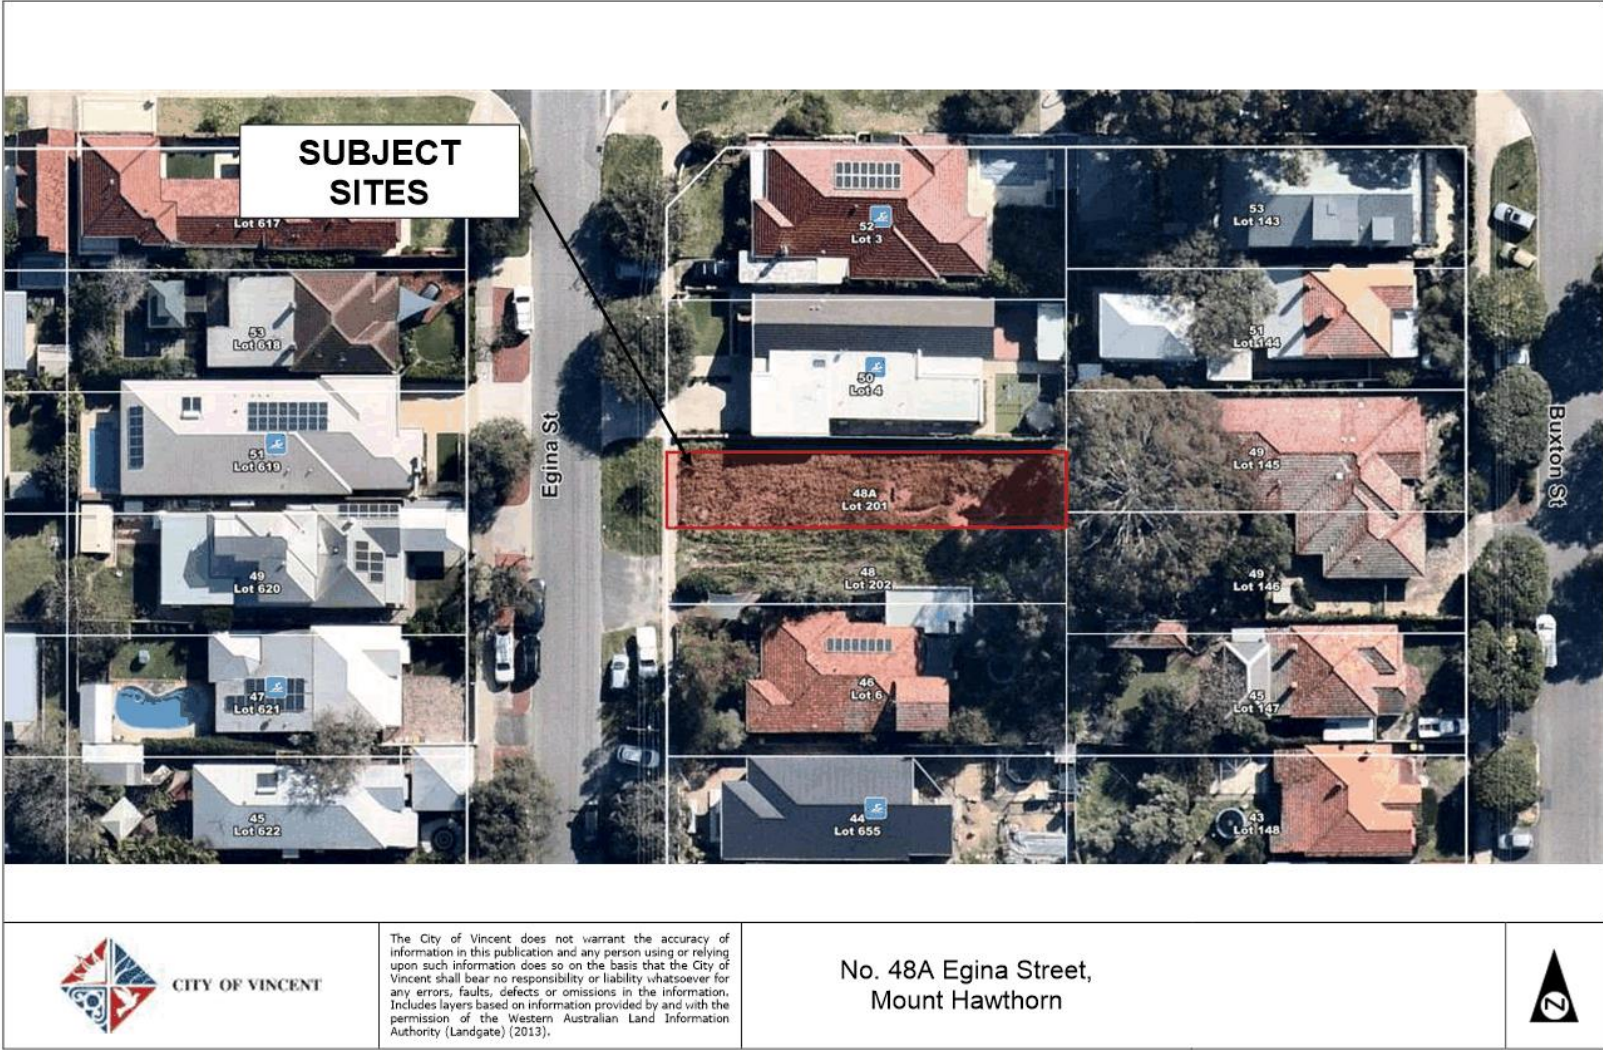 SUBJECT
SITES
Lot 617
52
Lot 3
53
Lot 143
53
Lot 618
50
Lot 4
51
Lot 144
51
Lot 619
Egina St
48A
Lot 201
49
Lot 145
Buxton St
49
Lot 620
48
Lot 202
49
Lot 146
47
Lot 621
46
Lot 6
45
Lot 147
45
Lot 622
44
Lot 655
43
Lot 148
CITY OF VINCENT
The City of Vincent does not warrant the accuracy of
information in this publication and any person using or relying
upon such information does so on the basis that the City of
Vincent shall bear no responsibility or liability whatsoever for
any errors, faults, defects or omissions in the information.
Includes layers based on information provided by and with the
permission of the Western Australian Land Information
Authority (Landgate) (2013).
No. 48A Egina Street,
Mount Hawthorn
N